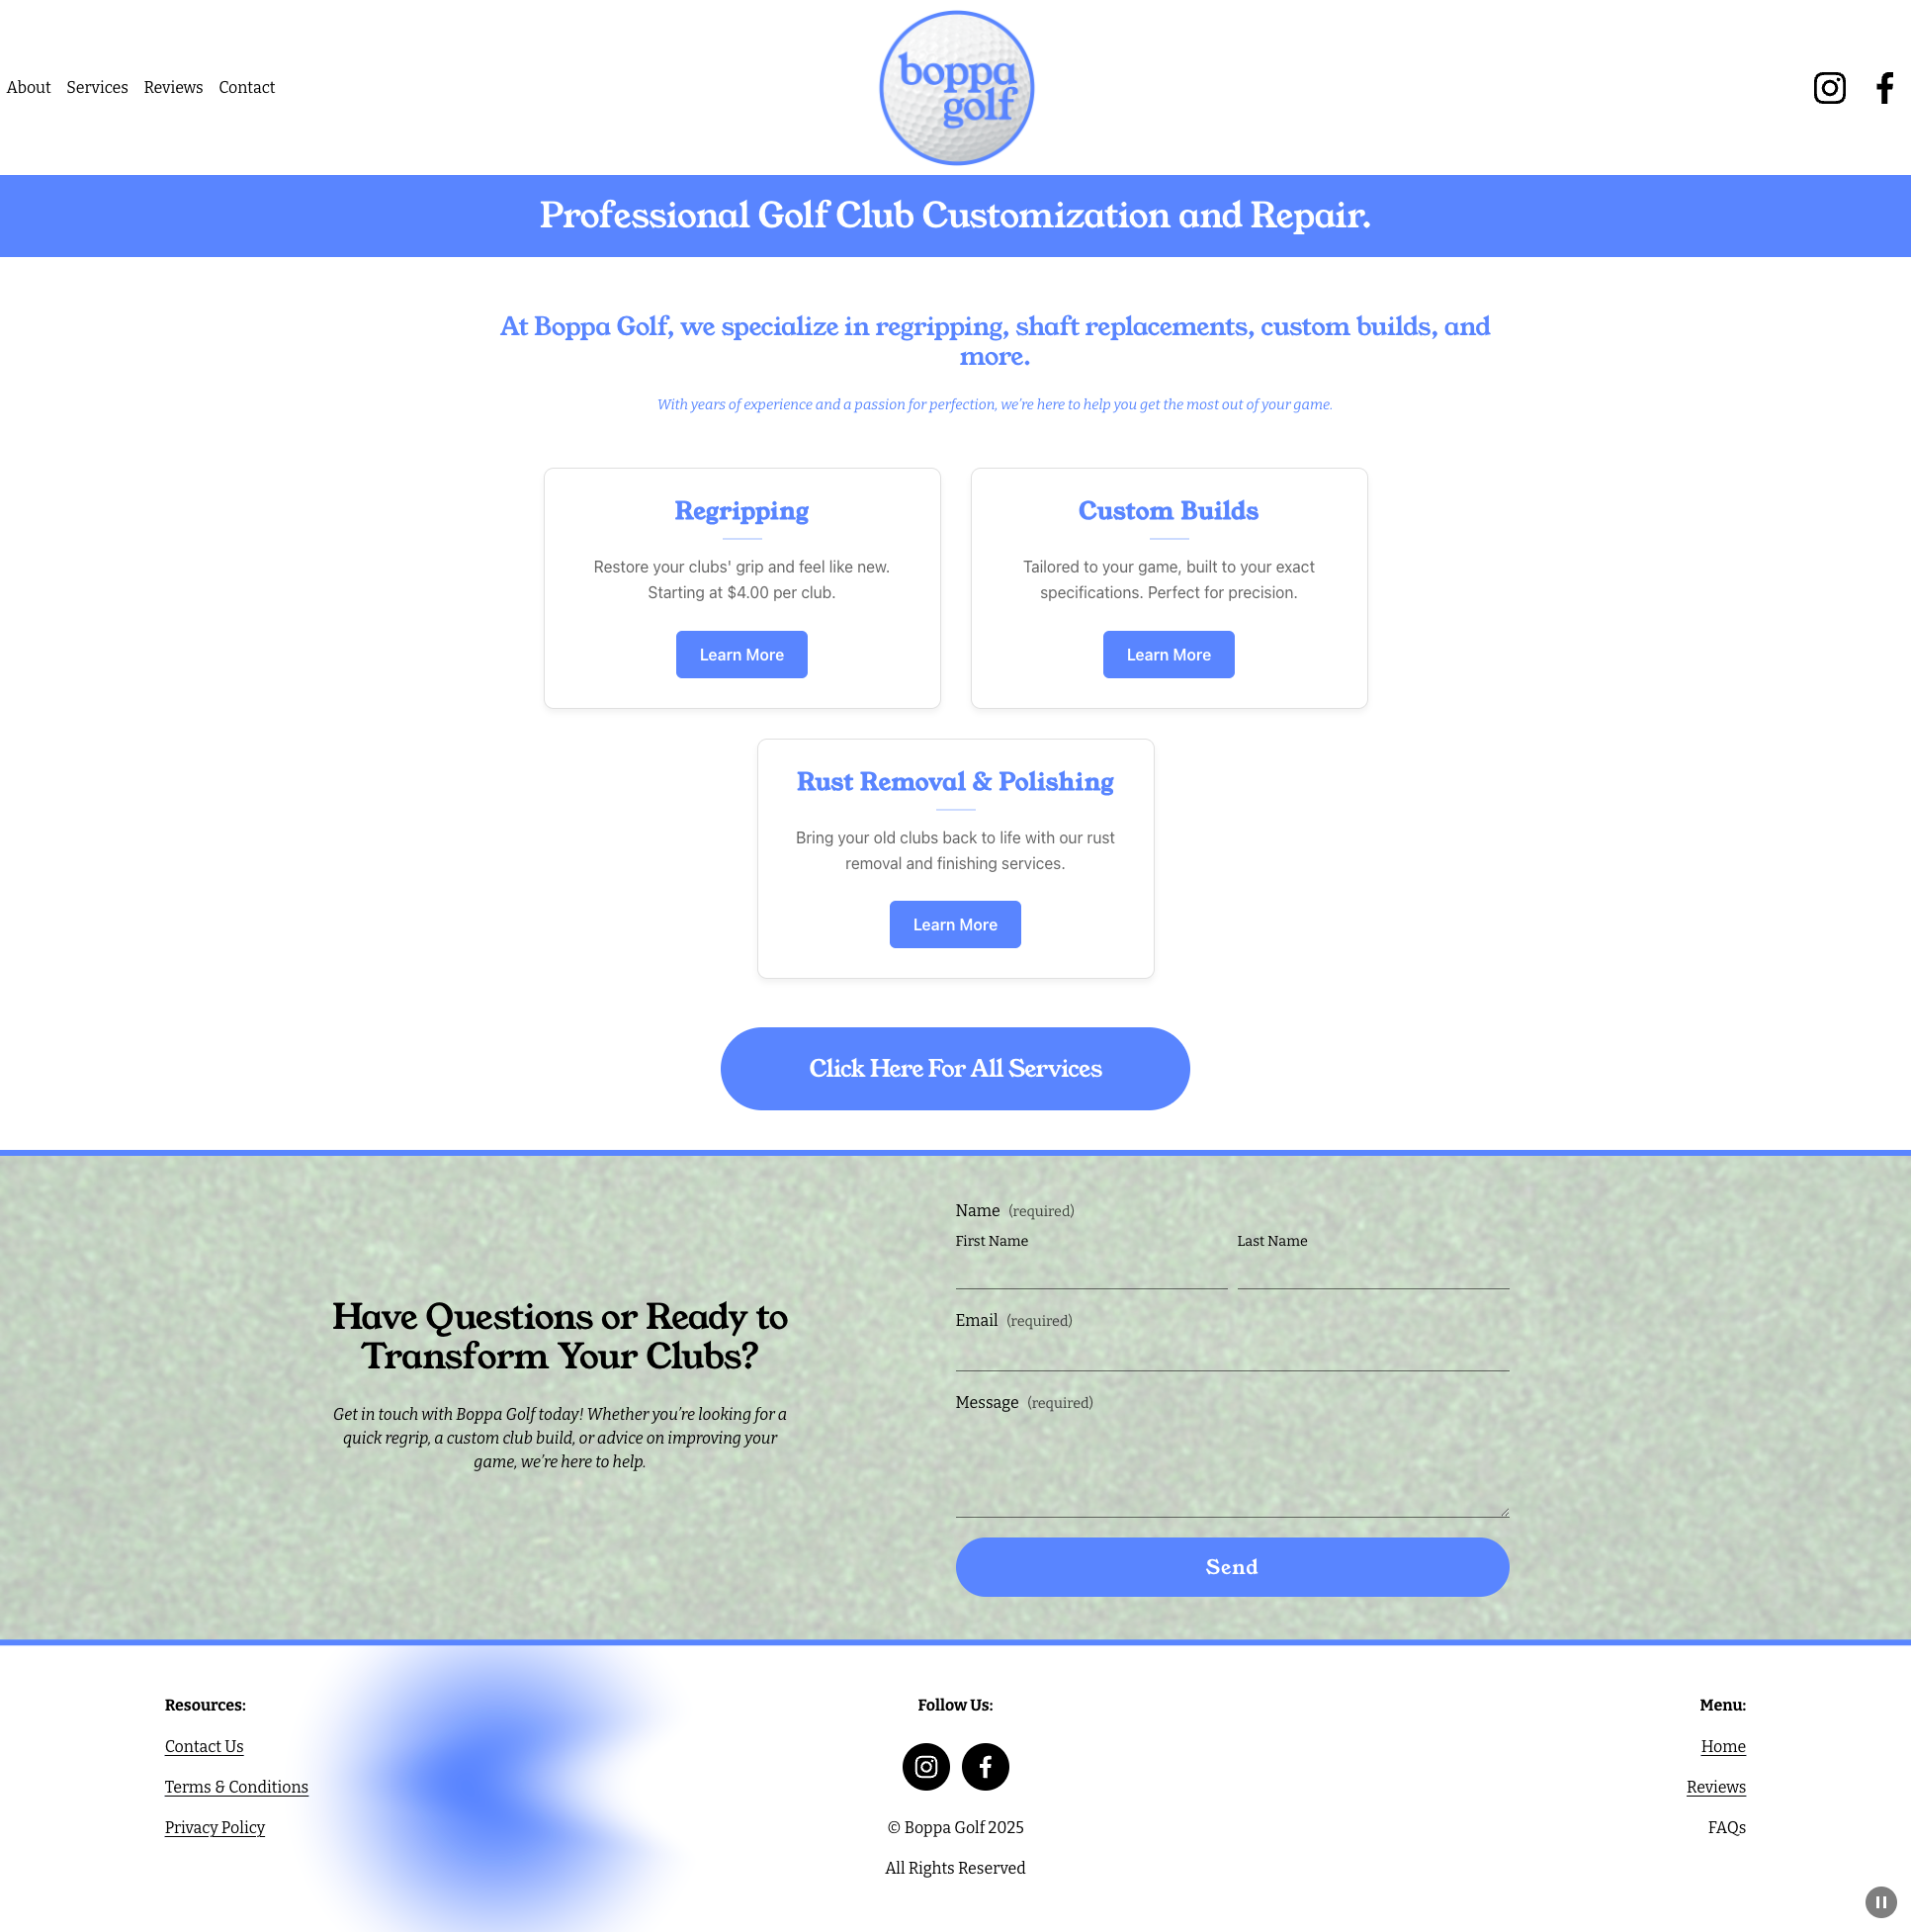 About Services Reviews Contact
boppa
golf
Professional Golf Club Customization and Repair.
At Boppa Golf, we specialize in regripping, shaft replacements, custom builds, and
more.
With years of experience and a passion for perfection, we’re here to help you get the most out of your game.
Regripping
Restore your clubs' grip and feel like new.
Starting at $4.00 per club.
Learn More
Custom Builds
Tailored to your game, built to your exact
specifications. Perfect for precision.
Learn More
Rust Removal & Polishing
Bring your old clubs back to life with our rust
removal and finishing services.
Learn More
Click Here For All Services
Have Questions or Ready to
Transform Your Clubs?
Get in touch with Boppa Golf today! Whether you’re looking for a
quick regrip, a custom club build, or advice on improving your
game, we’re here to help.
Name (required)
First Name
Last Name
Email (required)
Message (required)
Send
Resources:
Contact Us
Terms & Conditions
Privacy Policy
Follow Us:
© Boppa Golf 2025
All Rights Reserved
Menu:
Home
Reviews
FAQs